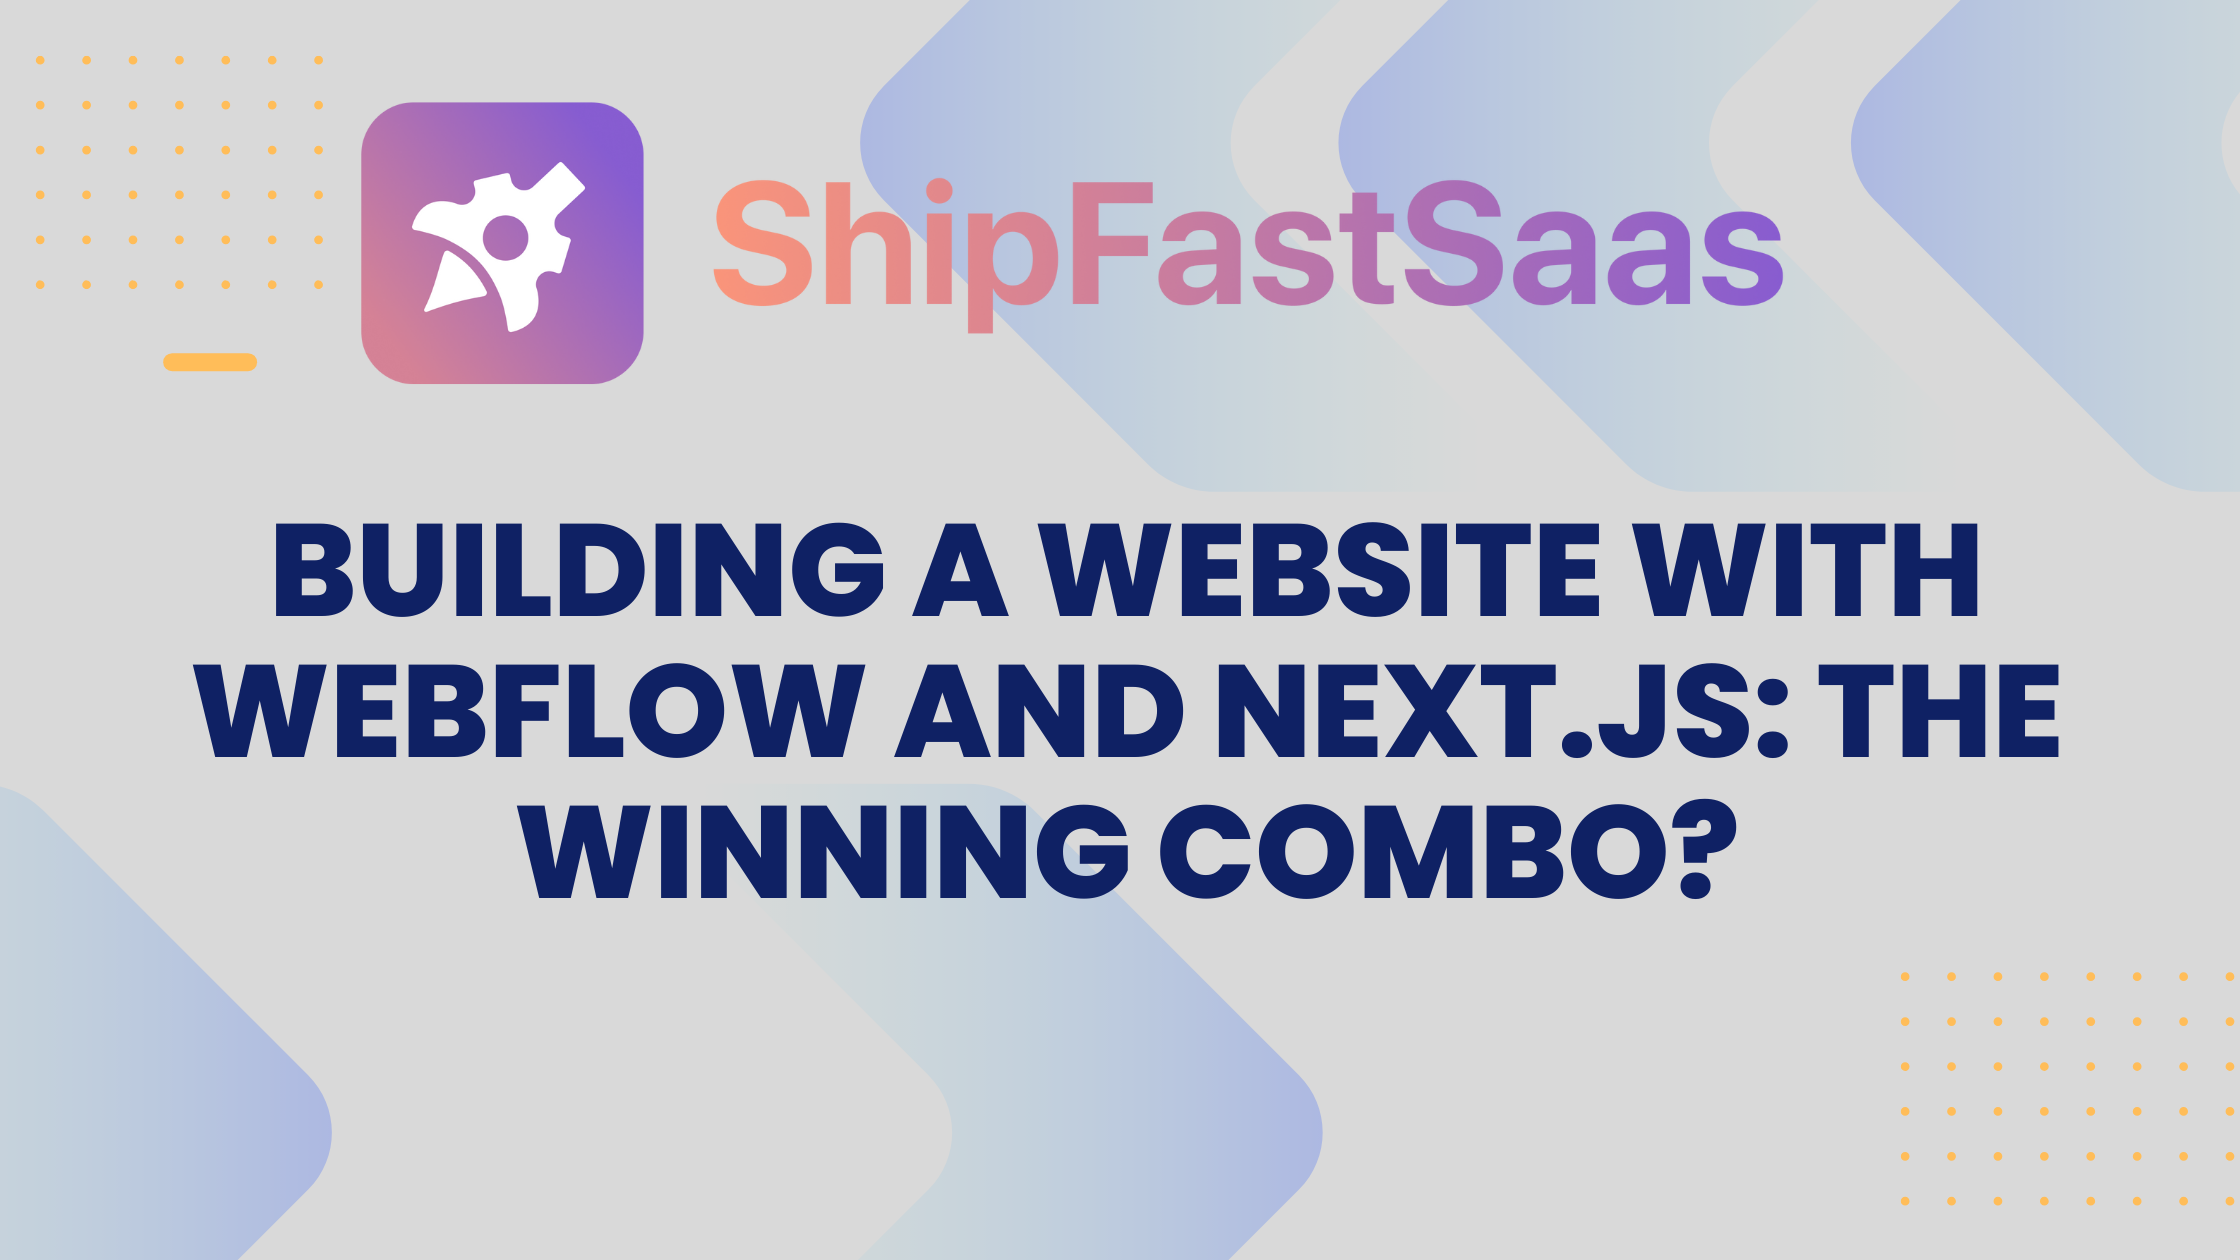 ShipFastSaas
BUILDING A WEBSITE WITH
WEBFLOW AND NEXT.JS: THE
WINNING COMBO?